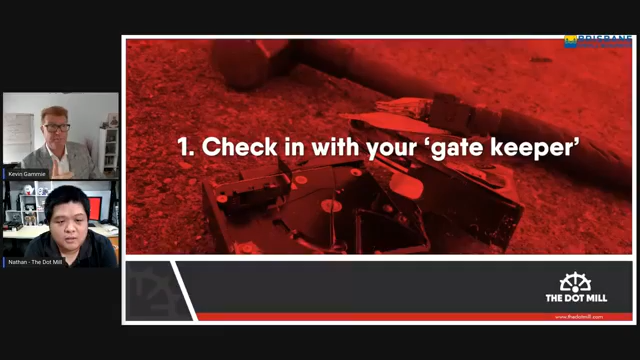 BRISBANE
1. Check in with your ‘gate keeper’
Kevin Gammie
Nathan - The Dot Mill
THE DOT MILL
www.thedotmill.com